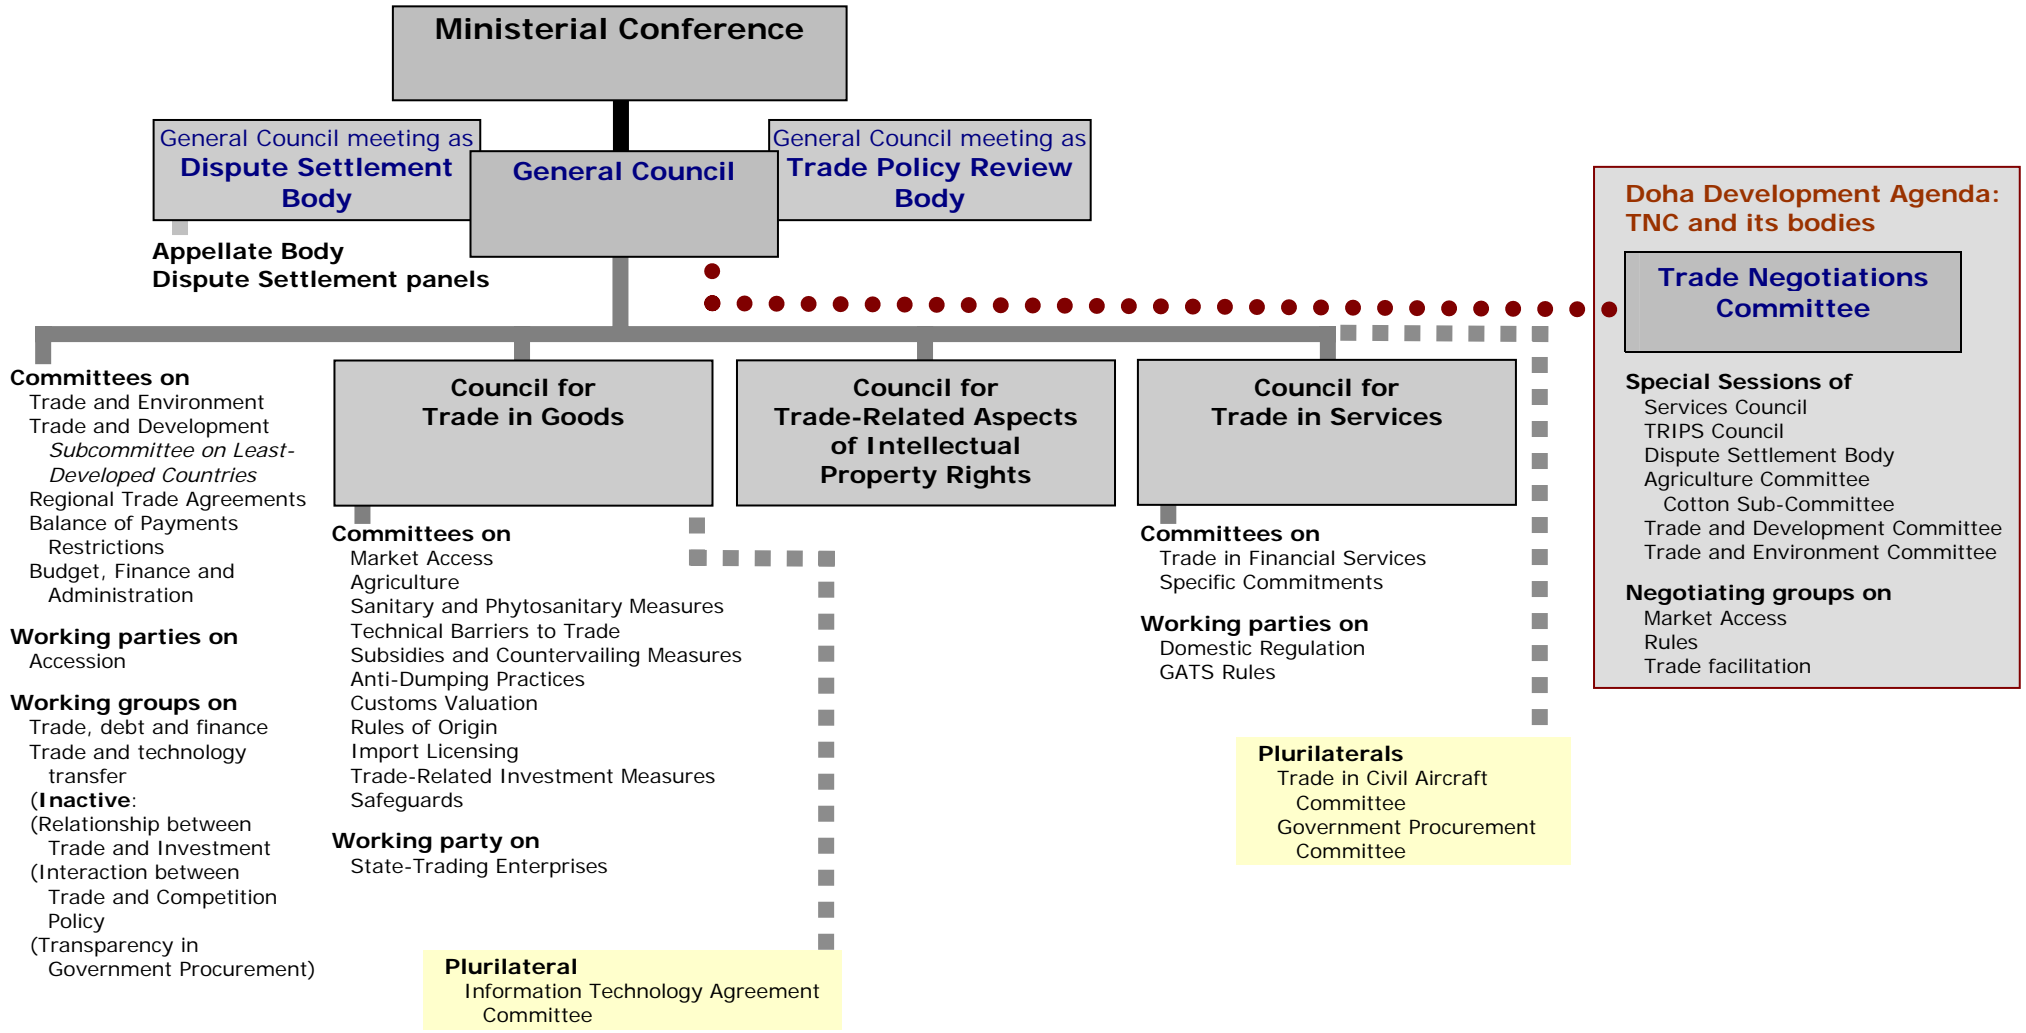 Ministerial Conference
General Council meeting as
Dispute Settlement
Body
General Council
General Council meeting as
Trade Policy Review
Body
Appellate Body
Dispute Settlement panels
Doha Development Agenda:
TNC and its bodies
Trade Negotiations
Committee
Special Sessions of
Services Council
TRIPS Council
Dispute Settlement Body
Agriculture Committee
Cotton Sub-Committee
Trade and Development Committee
Trade and Environment Committee
Negotiating groups on
Market Access
Rules
Trade facilitation
Committees on
Trade and Environment
Trade and Development
Subcommittee on Least-
Developed Countries
Regional Trade Agreements
Balance of Payments
Restrictions
Budget, Finance and
Administration
Working parties on
Accession
Working groups on
Trade, debt and finance
Trade and technology
transfer
(Inactive:
(Relationship between
Trade and Investment
(Interaction between
Trade and Competition
Policy
(Transparency in
Government Procurement)
Council for
Trade in Goods
Committees on
Market Access
Agriculture
Sanitary and Phytosanitary Measures
Technical Barriers to Trade
Subsidies and Countervailing Measures
Anti-Dumping Practices
Customs Valuation
Rules of Origin
Import Licensing
Trade-Related Investment Measures
Safeguards
Working party on
State-Trading Enterprises
Plurilateral
Information Technology Agreement
Committee
Council for
Trade-Related Aspects
of Intellectual
Property Rights
Council for
Trade in Services
Committees on
Trade in Financial Services
Specific Commitments
Working parties on
Domestic Regulation
GATS Rules
Plurilaterals
Trade in Civil Aircraft
Committee
Government Procurement
Committee